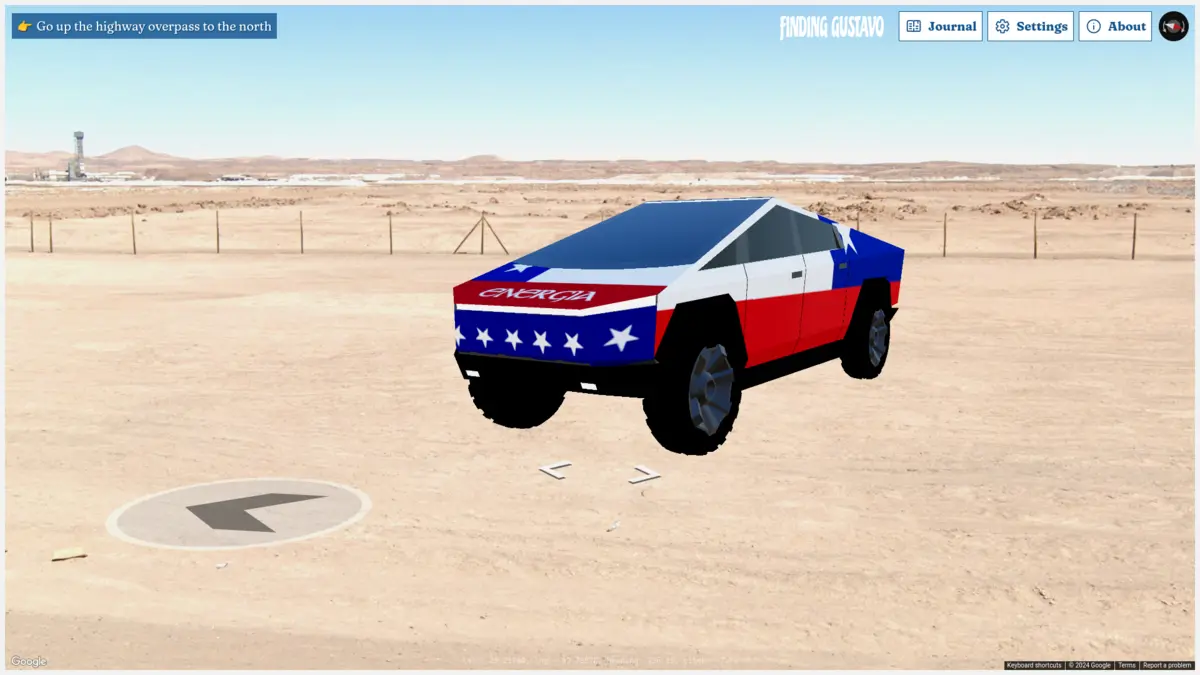 👉 Go up the highway overpass to the north
FINDING GUSTAVO
Journal
Settings
About
ENERGIA
Google
Keyboard shortcuts
© 2024 Google
Terms
Report a problem